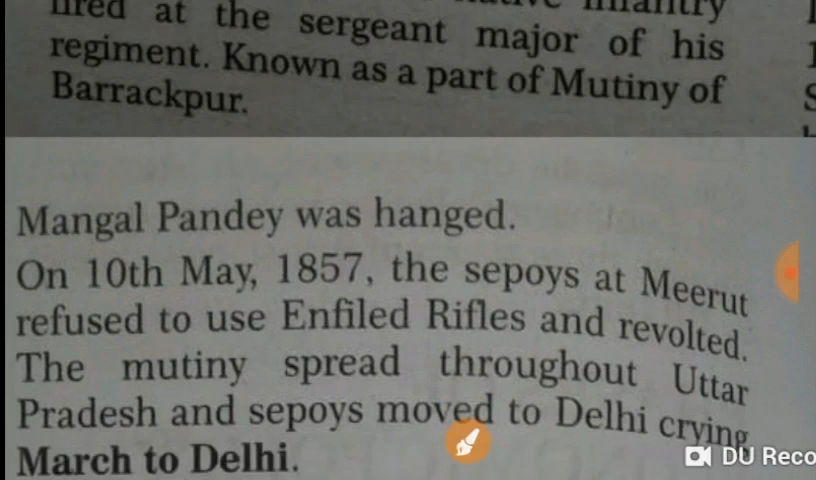 at the sergeant major of his
regiment. Known as a part of Mutiny of
Barrackpur.
Mangal Pandey was hanged.
On 10th May, 1857, the sepoys at Meerut
refused to use Enfiled Rifles and revolted.
The mutiny spread throughout Uttar
Pradesh and sepoys moved to Delhi crying
March to Delhi.
DU Reco